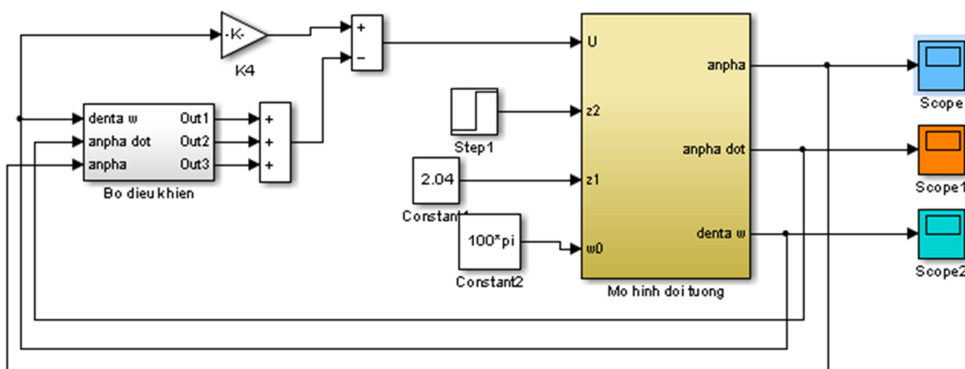 -K-
K4
+
−
denta w
anpha dot
anpha
Out1
Out2
Out3
+
+
+
Bo dieu khien
Step1
2.04
Constant1
100*pi
Constant2
U
z2
z1
w0
anpha
anpha dot
denta w
Mo hinh doi tuong
Scope
Scope1
Scope2